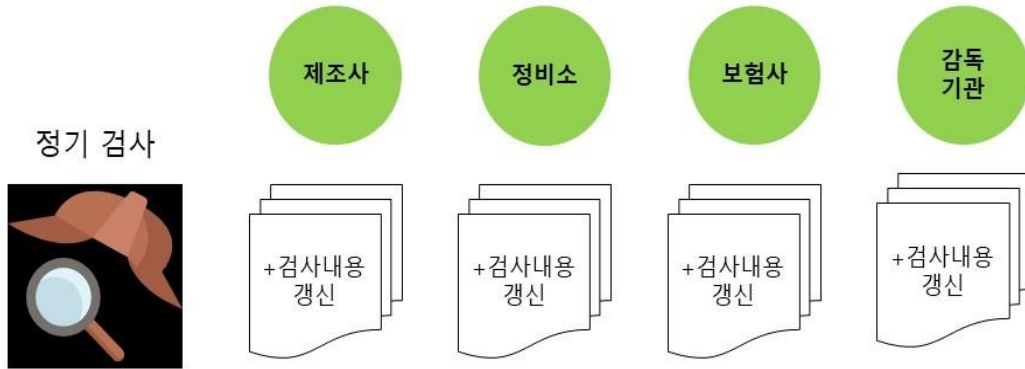 제조사
정비소
보험사
감독
기관
정기 검사
+검사내용
갱신
+검사내용
갱신
+검사내용
갱신
+검사내용
갱신